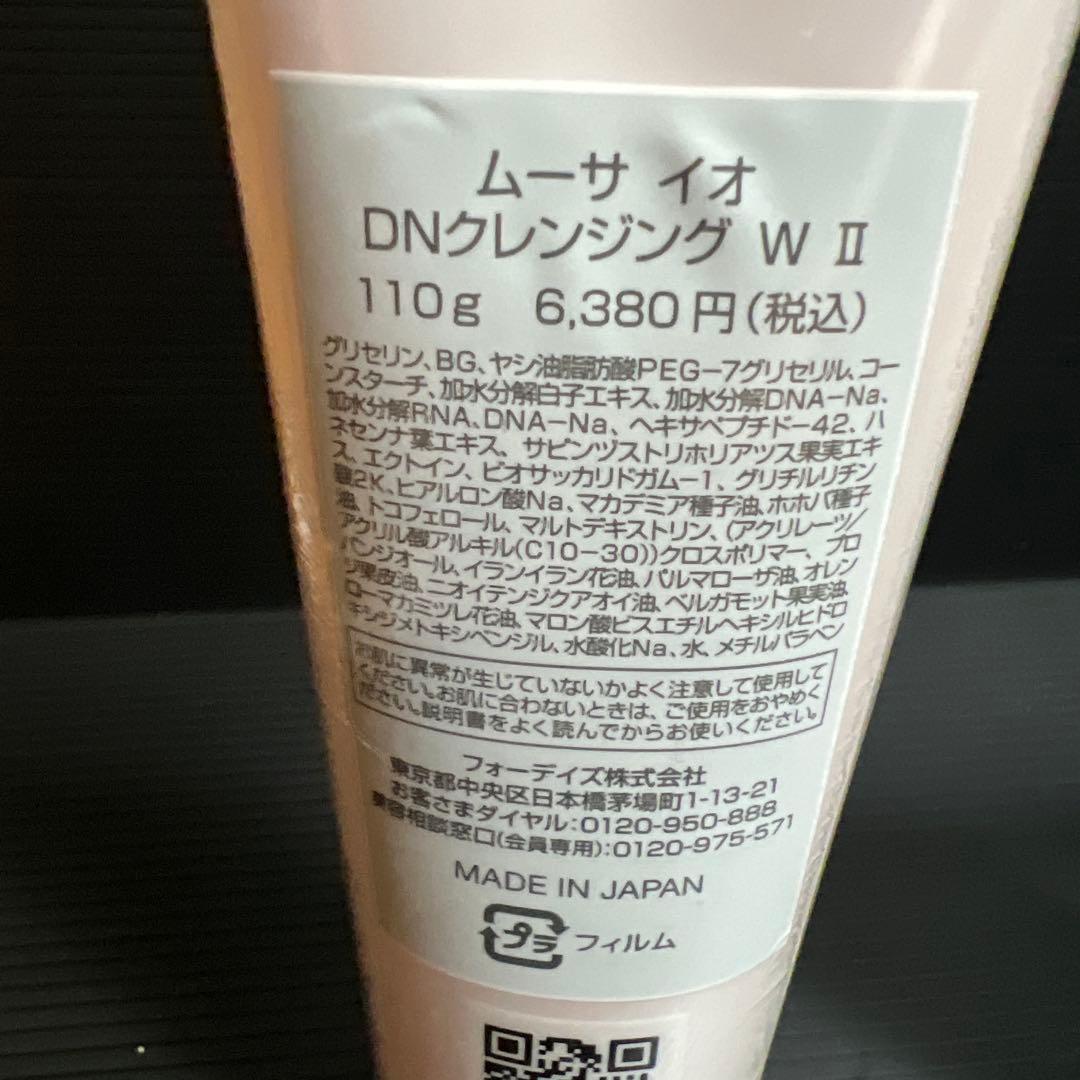 ムーサ イオ
DNクレンジング W Ⅱ
110g 6,380円(税込)
グリセリン、BG、ヤシ油脂肪酸PEG-7グリセリル、コー
ンスターチ、加水分解白子エキス、加水分解DNA-Na、
加水分解RNA、DNA-Na、ヘキサペプチド-42、ハ
ネセンナ葉エキス、サピンヅストリホリアツス果実エキ
ス、エクトイン、ビオサッカリドガム-1、グリチルリチン
酸2K、ヒアルロン酸Na、マカデミア種子油、ホホバ種子
油、トコフェロール、マルトデキストリン、(アクリレーツ/
アクリル酸アルキル(C10-30))クロスポリマー、プロ
パンジオール、イランイラン花油、パルマローザ油、オレン
ジ果皮油、ニオイテンジクアオイ油、ベルガモット果実油、
ローマカミツレ花油、マロン酸ビスエチルヘキシルヒドロ
キシジメトキシベンジル、水酸化Na、水、メチルパラベン
お肌に異常が生じていないかよく注意して使用して
ください。お肌に合わないときは、ご使用をおやめく
ださい。説明書をよく読んでからお使いください。
フォーデイズ株式会社
東京都中央区日本橋茅場町1-13-21
お客さまダイヤル:0120-950-888
美容相談窓口(会員専用):0120-975-571
MADE IN JAPAN
プラ フィルム